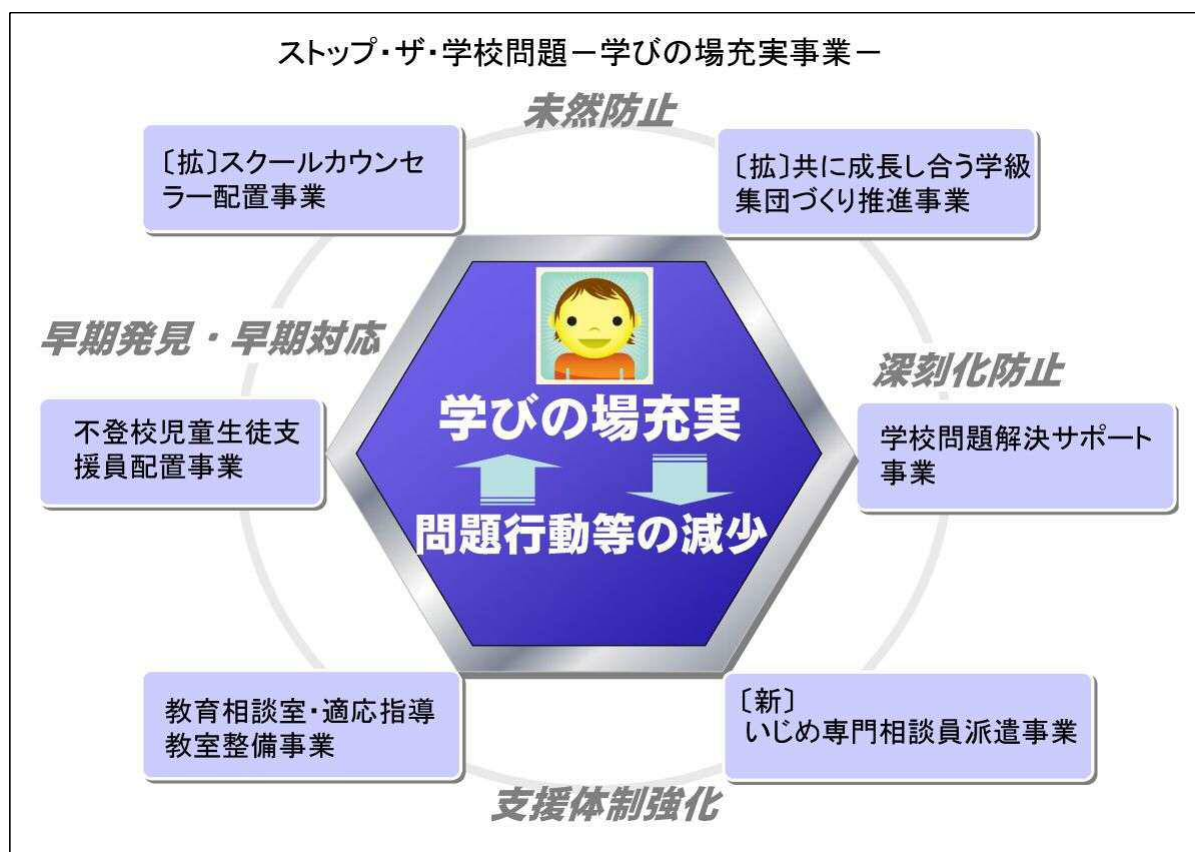 ストップ・ザ・学校問題－学びの場充実事業－
未然防止
〔拡〕スクールカウンセ
ラー配置事業
〔拡〕共に成長し合う学級
集団づくり推進事業
早期発見・早期対応
深刻化防止
不登校児童生徒支
援員配置事業
学びの場充実
問題行動等の減少
学校問題解決サポート
事業
教育相談室・適応指導
教室整備事業
〔新〕
いじめ専門相談員派遣事業
支援体制強化